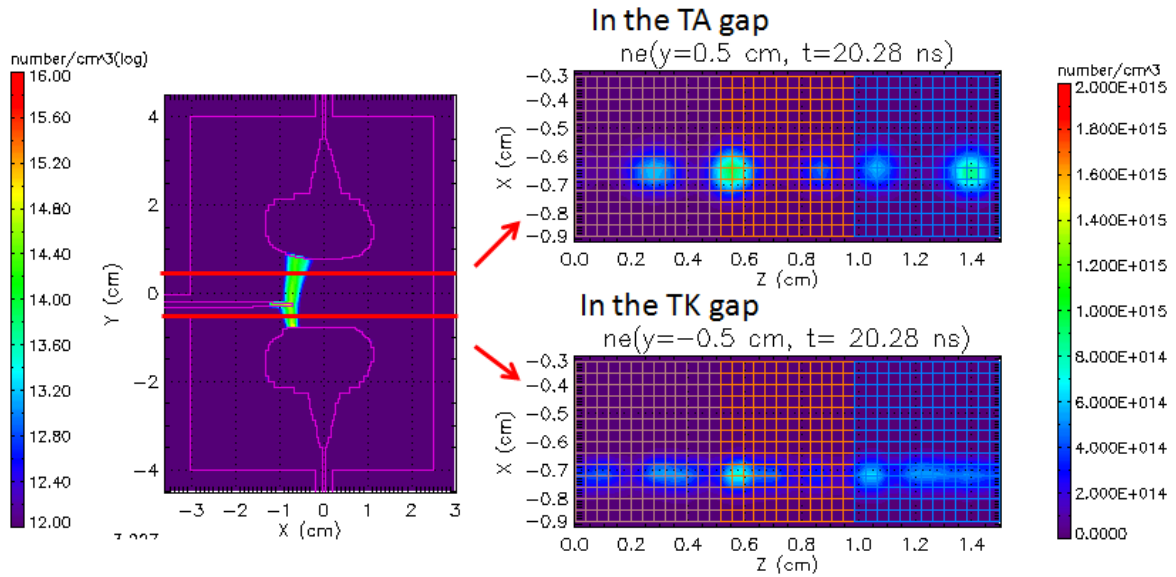 In the TA gap
ne(y=0.5 cm, t=20.28 ns)
number/cm^3(log)
16.00
15.60
15.20
14.80
14.40
14.00
13.60
13.20
12.80
12.40
12.00
Y (cm)
4
2
0
−2
−4
−3 −2 −1 0 1 2 3
X (cm)
X (cm)
−0.3
−0.4
−0.5
−0.6
−0.7
−0.8
−0.9
0.0 0.2 0.4 0.6 0.8 1.0 1.2 1.4
Z (cm)
In the TK gap
ne(y=−0.5 cm, t= 20.28 ns)
X (cm)
−0.3
−0.4
−0.5
−0.6
−0.7
−0.8
−0.9
0.0 0.2 0.4 0.6 0.8 1.0 1.2 1.4
Z (cm)
number/cm^3
2.000E+015
1.800E+015
1.600E+015
1.400E+015
1.200E+015
1.000E+015
8.000E+014
6.000E+014
4.000E+014
2.000E+014
0.0000